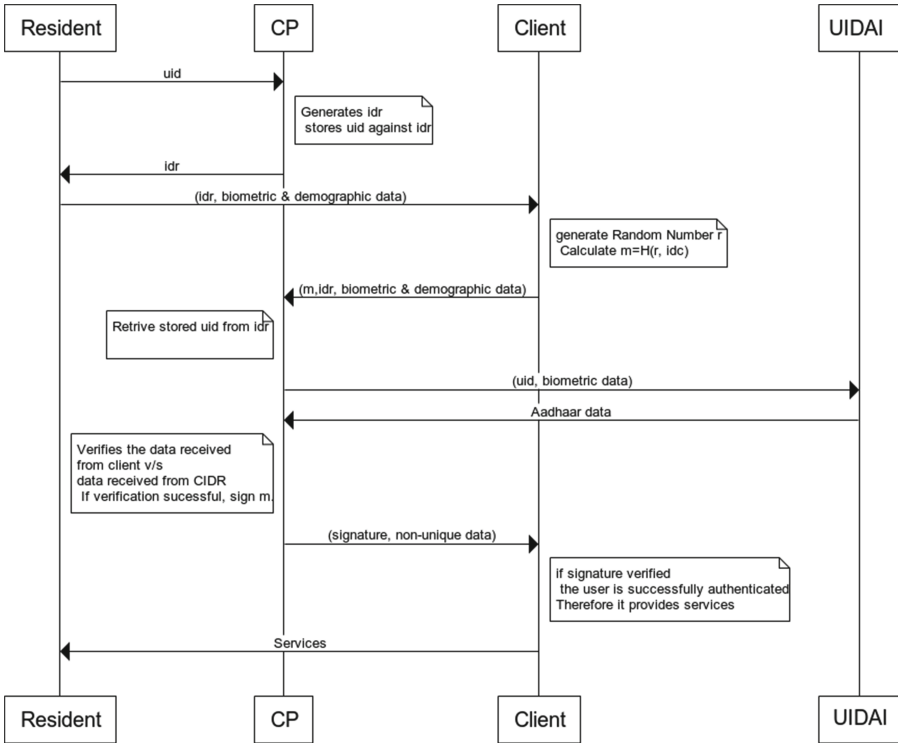 Resident
CP
Client
UIDAI
uid
Generates idr
stores uid against idr
idr
(idr, biometric & demographic data)
generate Random Number r
Calculate m=H(r, idc)
(m,idr, biometric & demographic data)
Retrive stored uid from idr
(uid, biometric data)
Aadhaar data
Verifies the data received
from client v/s
data received from CIDR
If verification sucessful, sign m.
(signature, non-unique data)
if signature verified
the user is successfully authenticated
Therefore it provides services
Services
Resident
CP
Client
UIDAI